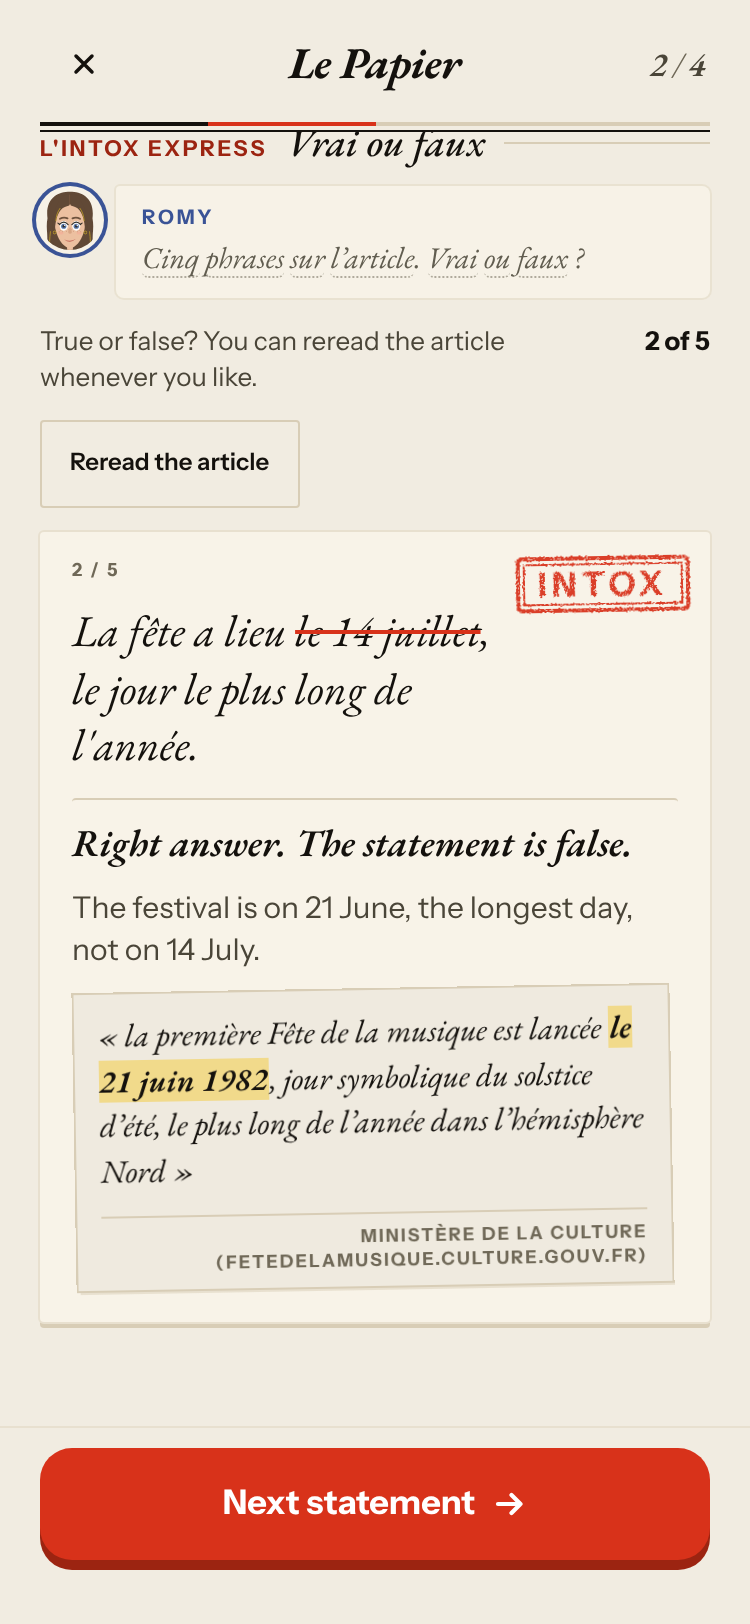 Le Papier
2 / 4
L'INTOX EXPRESS Vrai ou faux
ROMY
Cinq phrases sur l’article. Vrai ou faux ?
True or false? You can reread the article
whenever you like.
2 of 5
Reread the article
2 / 5
INTOX
La fête a lieu le 14 juillet,
le jour le plus long de
l'année.
Right answer. The statement is false.
The festival is on 21 June, the longest day,
not on 14 July.
« la première Fête de la musique est lancée le
21 juin 1982, jour symbolique du solstice
d’été, le plus long de l’année dans l’hémisphère
Nord »
MINISTÈRE DE LA CULTURE
(FETEDELAMUSIQUE.CULTURE.GOUV.FR)
Next statement →